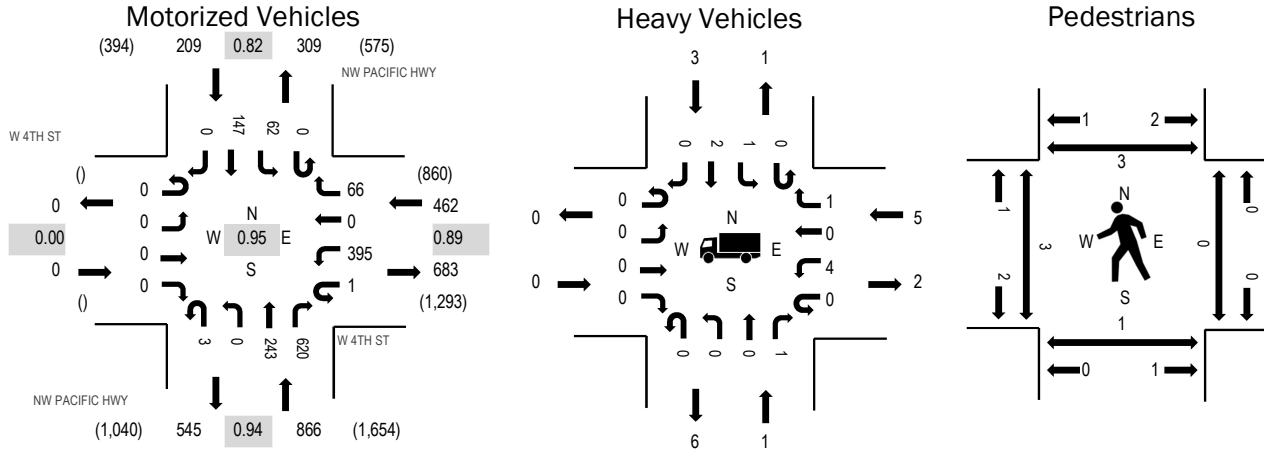 Motorized Vehicles
(394) 209 0.82 309 (575)
NW PACIFIC HWY
W 4TH ST
0 147 62 0
()
0
0.00
0
()
0
0
0
0
N
W 0.95 E
S
66
0
395
1
(860)
462
0.89
683
(1,293)
3 0 243 620
W 4TH ST
NW PACIFIC HWY
(1,040) 545 0.94 866 (1,654)
Heavy Vehicles
3 1
0 2 1 0
0
0
0
0
0
0
N
W E
S
1
0
4
0
5
2
0 0 0 1
6 1
Pedestrians
1 2
3
1
3
2
N
W E
S
0
0
0
1
0 1